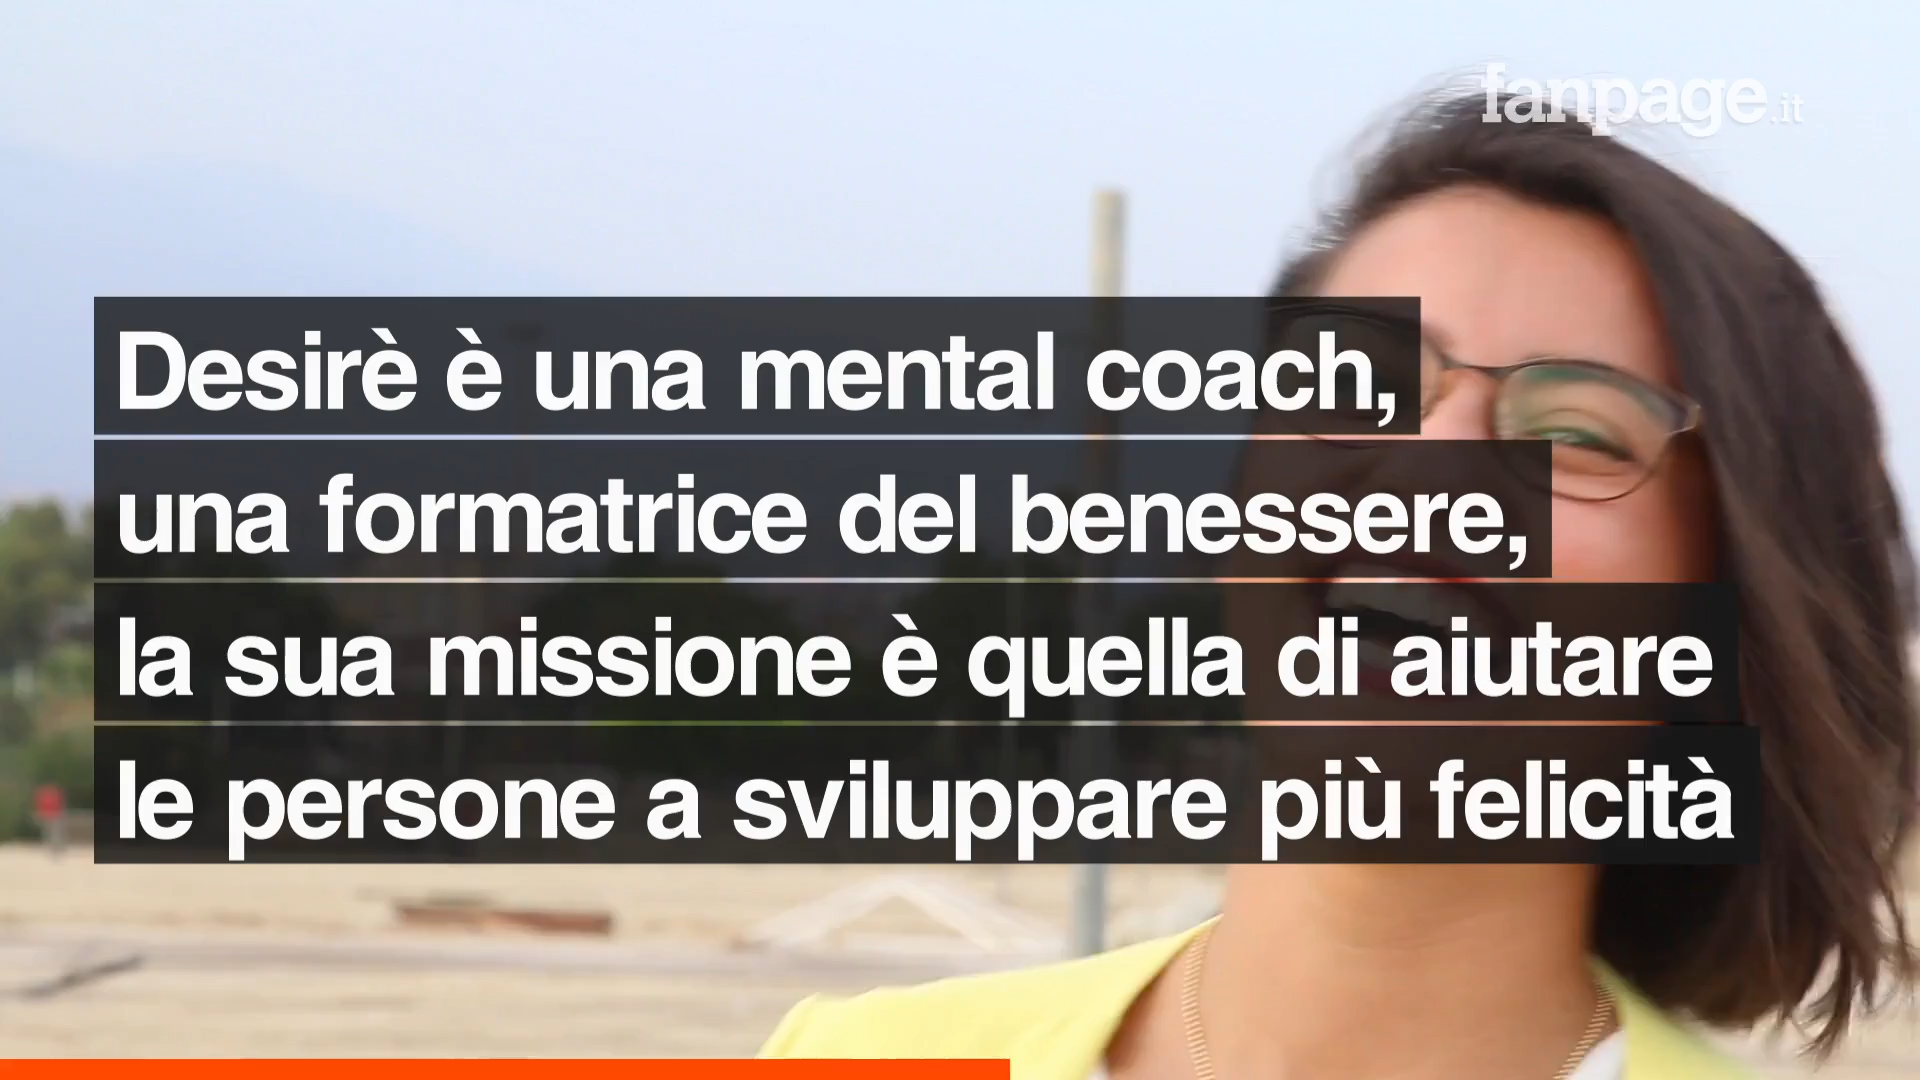 fanpage.it
Desirè è una mental coach,
una formatrice del benessere,
la sua missione è quella di aiutare
le persone a sviluppare più felicità